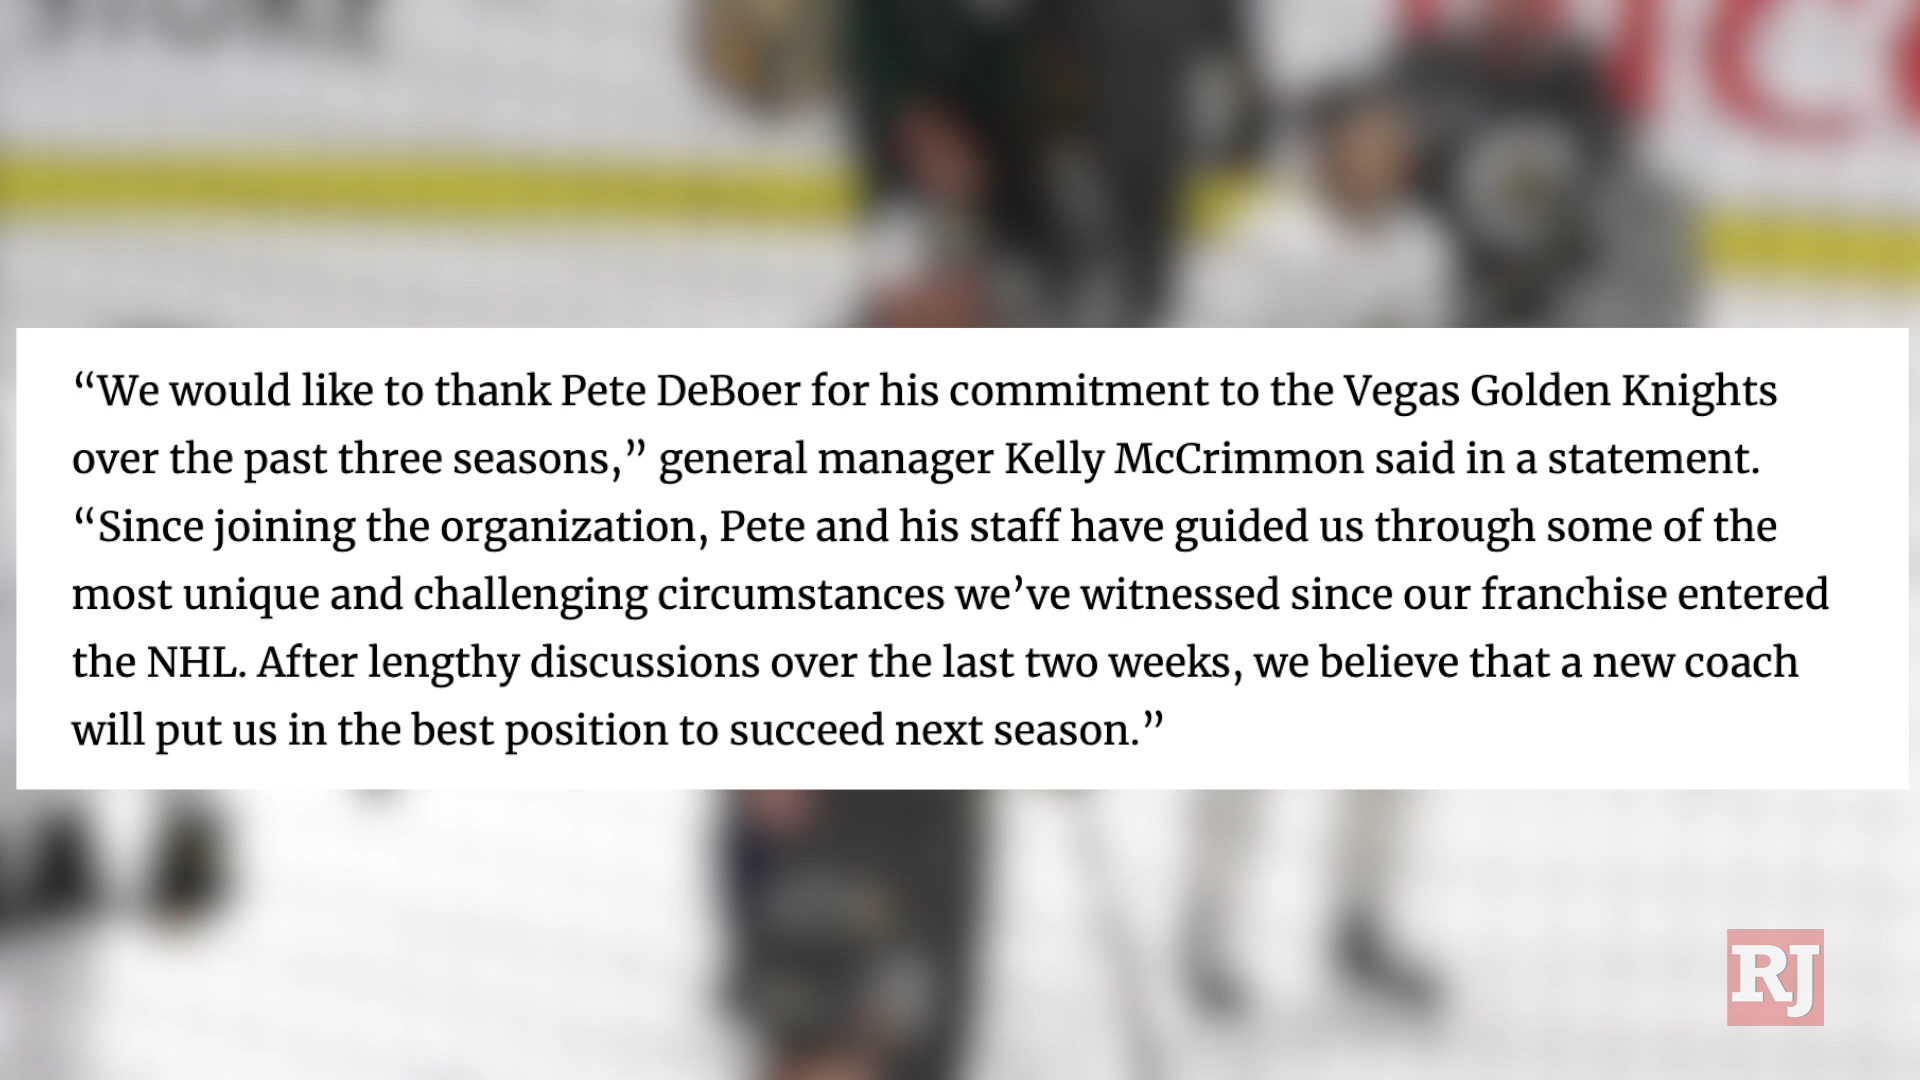 “We would like to thank Pete DeBoer for his commitment to the Vegas Golden Knights
over the past three seasons,” general manager Kelly McCrimmon said in a statement.
“Since joining the organization, Pete and his staff have guided us through some of the
most unique and challenging circumstances we’ve witnessed since our franchise entered
the NHL. After lengthy discussions over the last two weeks, we believe that a new coach
will put us in the best position to succeed next season.”
RJ